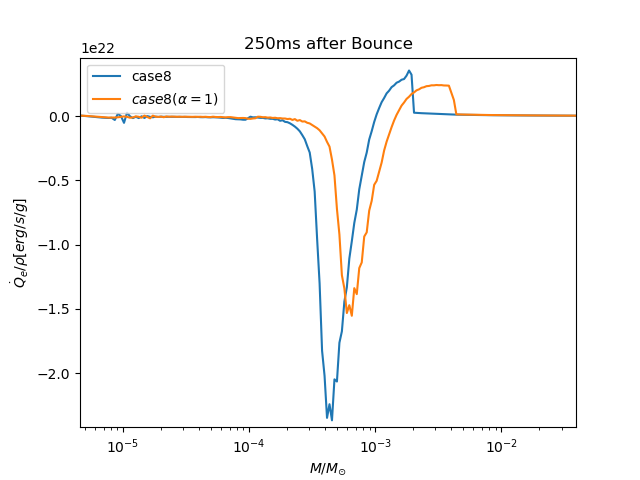 250ms after Bounce
1e22
case8
case8(α = 1)
0.0
−0.5
−1.0
−1.5
−2.0
Q̇ₑ/ρ[erg/s/g]
10⁻⁵ 10⁻⁴ 10⁻³ 10⁻²
M/M☉